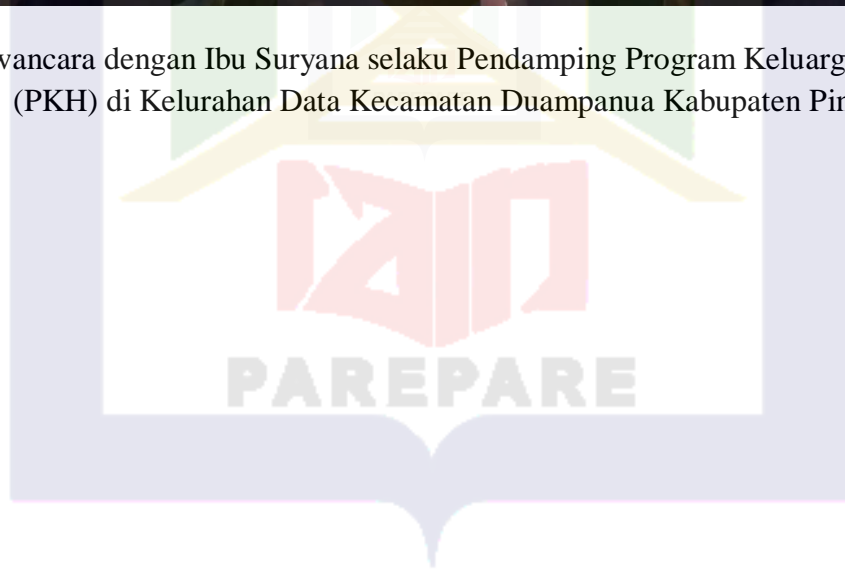 vancara dengan Ibu Suryana selaku Pendamping Program Keluarg
(PKH) di Kelurahan Data Kecamatan Duampanua Kabupaten Pin
PAREPARE